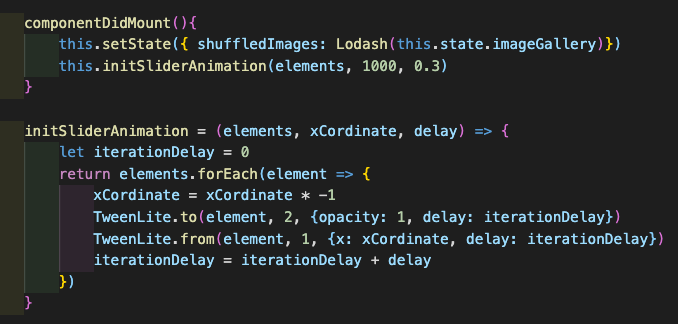 componentDidMount(){
this.setState({ shuffledImages: Lodash(this.state.imageGallery)})
this.initSliderAnimation(elements, 1000, 0.3)
}
initSliderAnimation = (elements, xCordinate, delay) => {
let iterationDelay = 0
return elements.forEach(element => {
xCordinate = xCordinate * -1
TweenLite.to(element, 2, {opacity: 1, delay: iterationDelay})
TweenLite.from(element, 1, {x: xCordinate, delay: iterationDelay})
iterationDelay = iterationDelay + delay
})
}